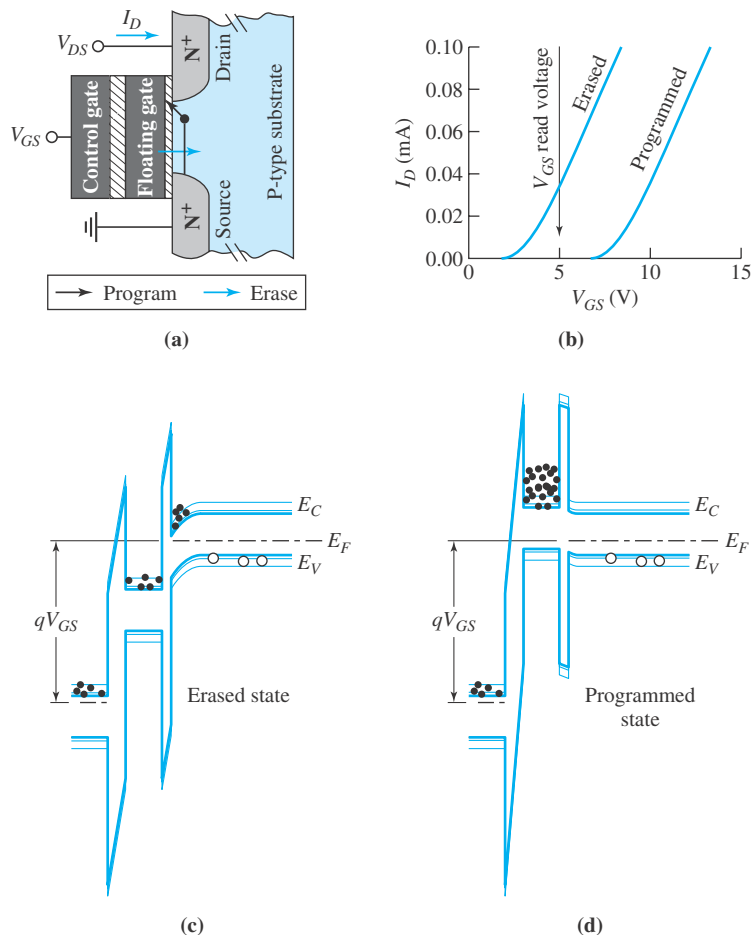 I_D
V_DS
N+
Drain
Control gate
Floating gate
P-type substrate
V_GS
N+
Source
Program
Erase
(a)
0.10
0.08
0.06
0.04
0.02
0.00
I_D (mA)
V_GS read voltage
Erased
Programmed
0
5
10
15
V_GS (V)
(b)
E_C
E_F
E_V
qV_GS
Erased state
(c)
E_C
E_F
E_V
qV_GS
Programmed
state
(d)